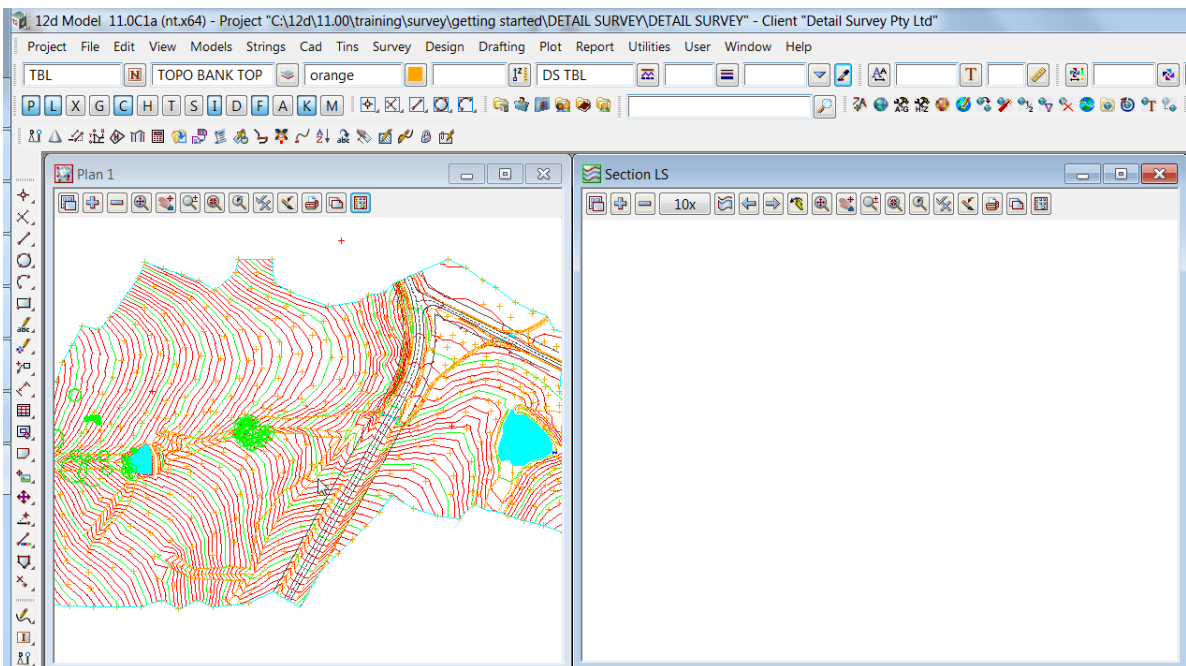 12d Model 11.0C1a (nt.x64) - Project "C:\12d\11.00\training\survey\getting started\DETAIL SURVEY\DETAIL SURVEY" - Client "Detail Survey Pty Ltd"
Project File Edit View Models Strings Cad Tins Survey Design Drafting Plot Report Utilities User Window Help
TBL N TOPO BANK TOP orange DS TBL T
P L X G C H T S I D F A K M
Plan 1
Section LS
10x